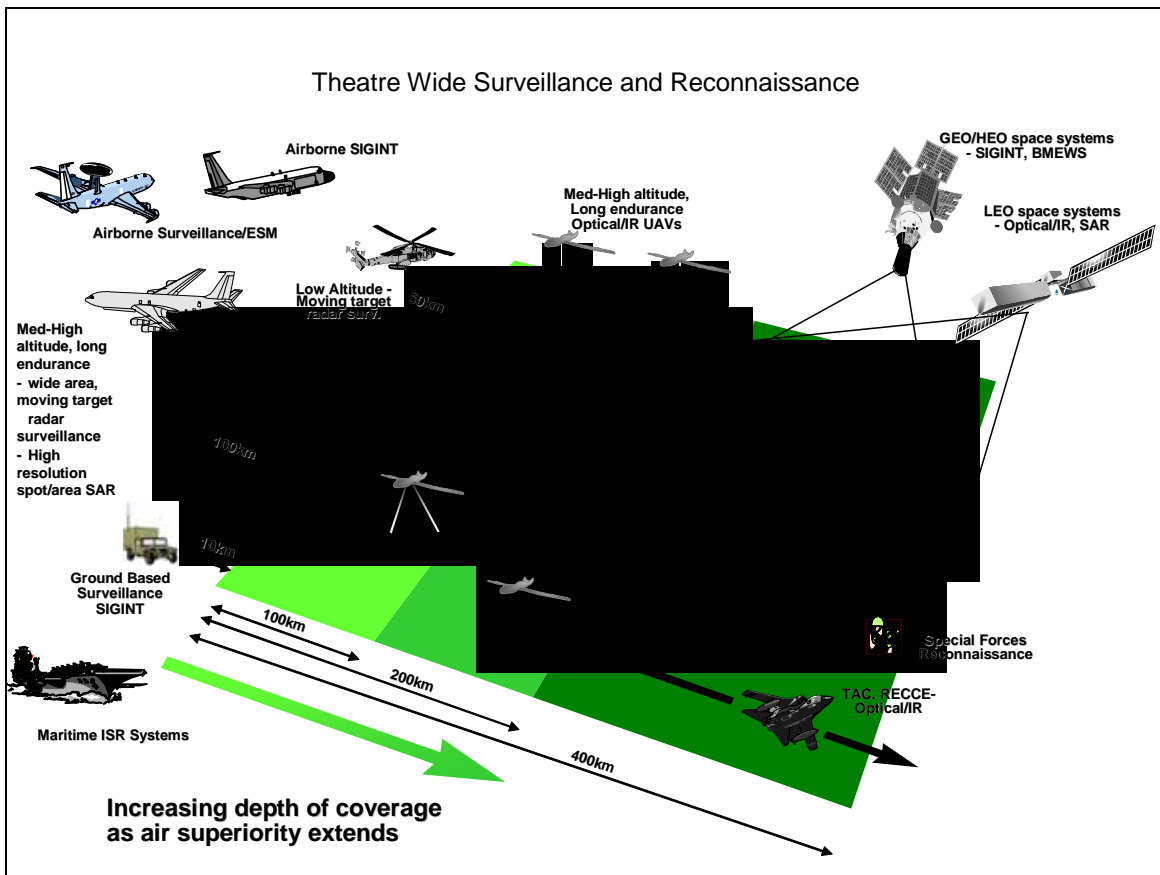 Theatre Wide Surveillance and Reconnaissance
Airborne SIGINT
GEO/HEO space systems
- SIGINT, BMEWS
Med-High altitude,
Long endurance
Optical/IR UAVs
LEO space systems
- Optical/IR, SAR
Airborne Surveillance/ESM
Low Altitude -
Moving target
radar surv.
50km
Med-High
altitude, long
endurance
- wide area,
moving target
radar
surveillance
- High
resolution
spot/area SAR
100km
10km
Ground Based
Surveillance
SIGINT
100km
200km
400km
Special Forces
Reconnaissance
TAC. RECCE-
Optical/IR
Maritime ISR Systems
Increasing depth of coverage
as air superiority extends